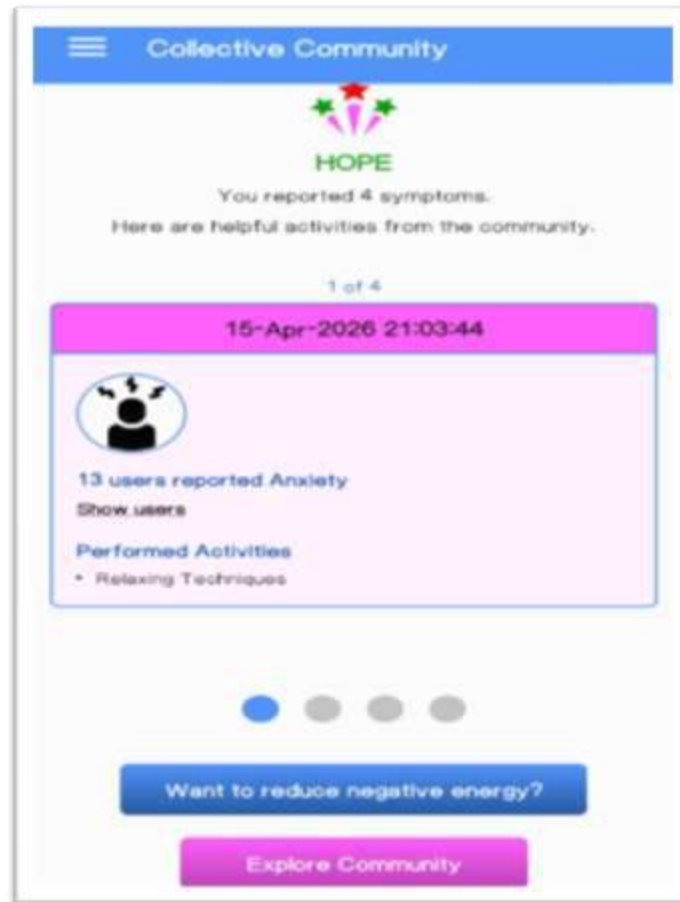 Collective Community
HOPE
You reported 4 symptoms.
Here are helpful activities from the community.
1 of 4
15-Apr-2026 21:03:44
13 users reported Anxiety
Show users
Performed Activities
• Relaxing Techniques
Want to reduce negative energy?
Explore Community